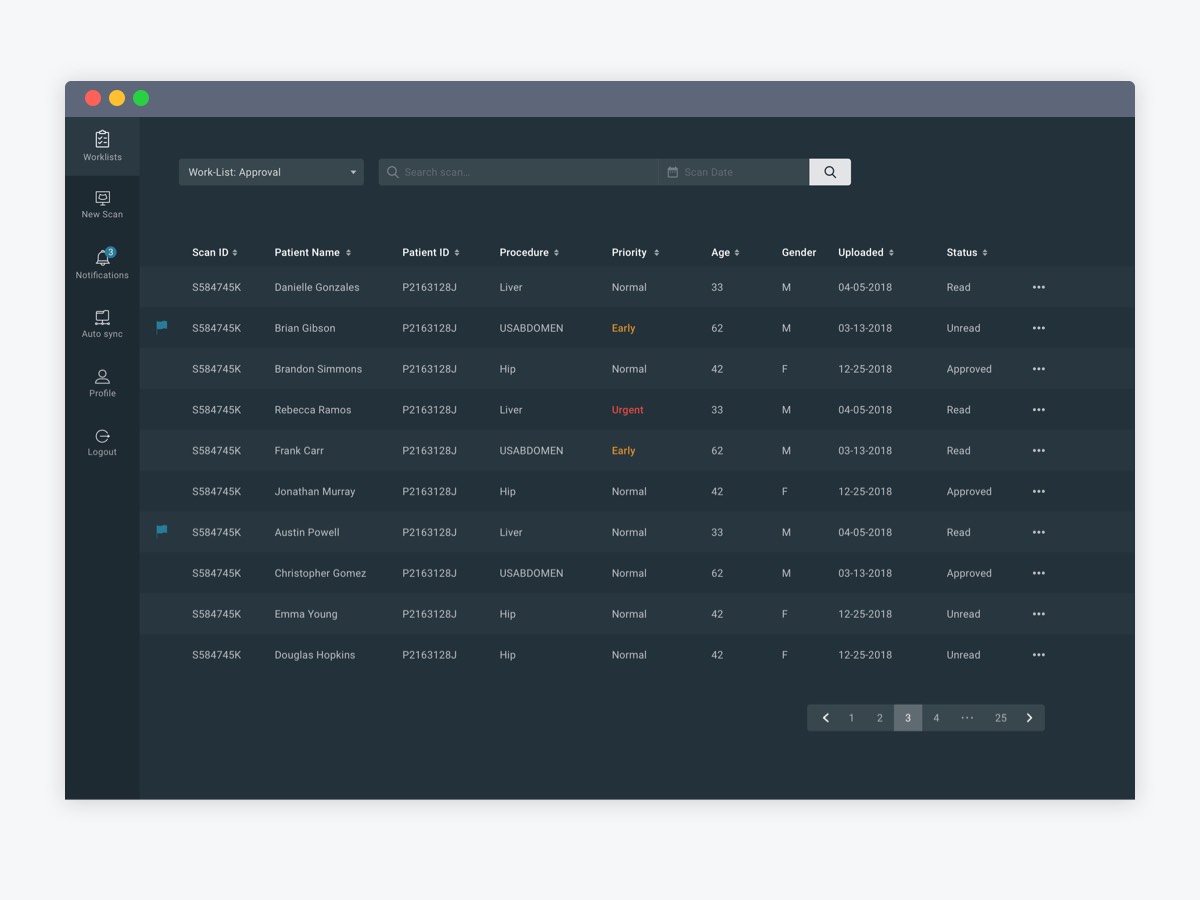 Worklists
New Scan
3
Notifications
Auto sync
Profile
Logout
Work-List: Approval Search scan... Scan Date
Scan ID Patient Name Patient ID Procedure Priority Age Gender Uploaded Status
S584745K Danielle Gonzales P2163128J Liver Normal 33 M 04-05-2018 Read
S584745K Brian Gibson P2163128J USABDOMEN Early 62 M 03-13-2018 Unread
S584745K Brandon Simmons P2163128J Hip Normal 42 F 12-25-2018 Approved
S584745K Rebecca Ramos P2163128J Liver Urgent 33 M 04-05-2018 Read
S584745K Frank Carr P2163128J USABDOMEN Early 62 M 03-13-2018 Read
S584745K Jonathan Murray P2163128J Hip Normal 42 F 12-25-2018 Approved
S584745K Austin Powell P2163128J Liver Normal 33 M 04-05-2018 Read
S584745K Christopher Gomez P2163128J USABDOMEN Normal 62 M 03-13-2018 Approved
S584745K Emma Young P2163128J Hip Normal 42 F 12-25-2018 Unread
S584745K Douglas Hopkins P2163128J Hip Normal 42 F 12-25-2018 Unread
1 2 3 4 ... 25